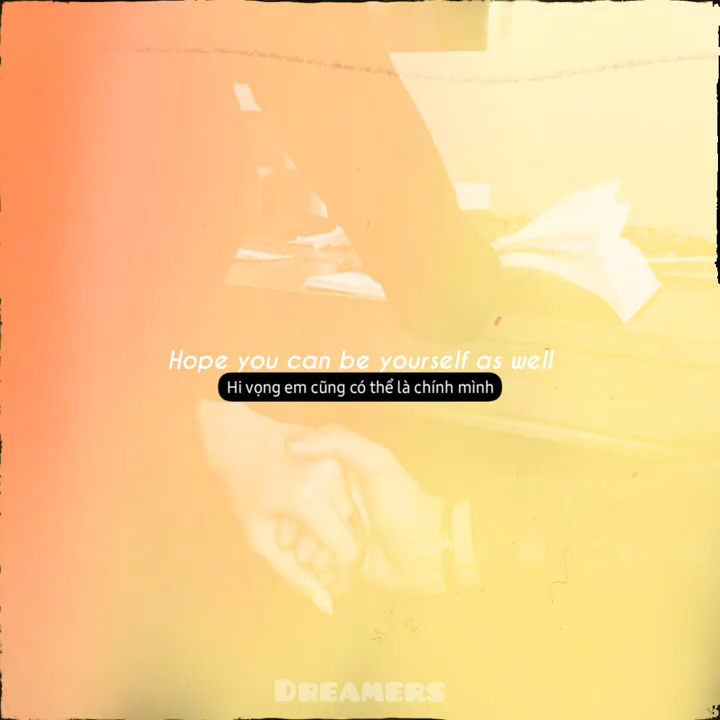 Hope you can be yourself as well
Hi vọng em cũng có thể là chính mình
DREAMERS